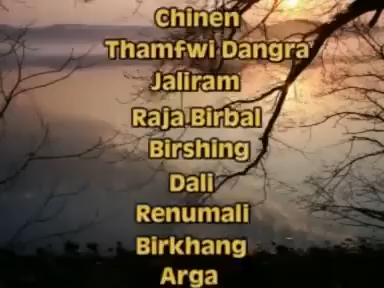 Chinen
Thamfwi Dangra
Jaliram
Raja Birbal
Birshing
Dali
Renumali
Birkhang
Arga